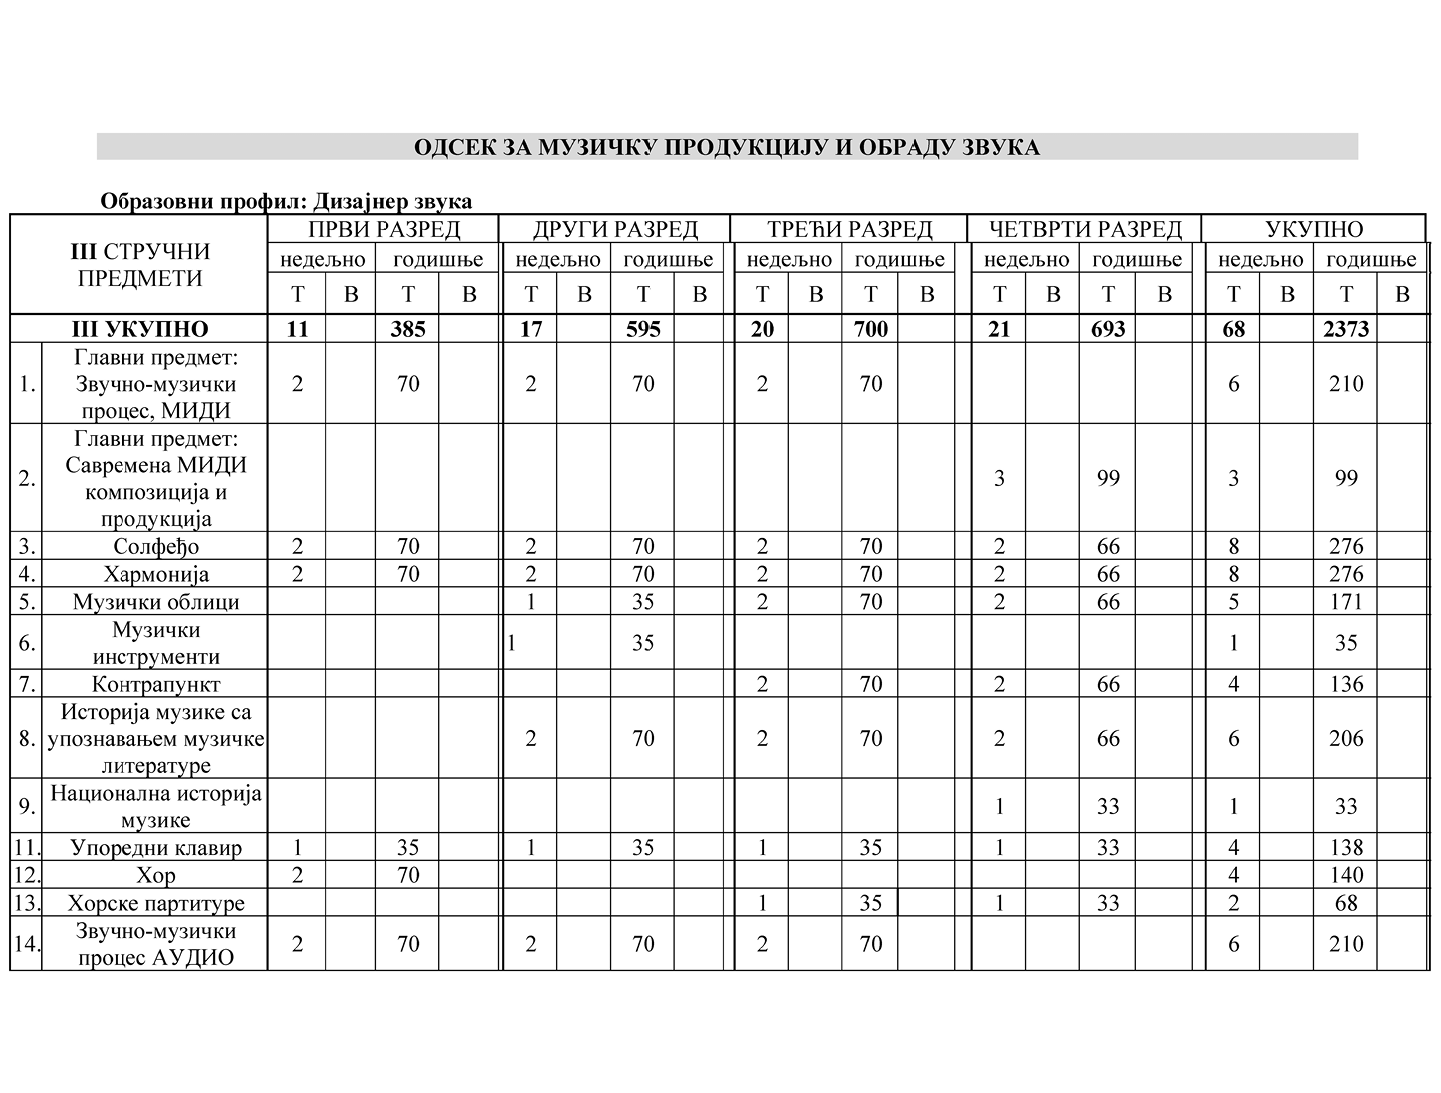 ОДСЕК ЗА МУЗИЧКУ ПРОДУКЦИЈУ И ОБРАДУ ЗВУКА
Образовни профил: Дизајнер звука
III СТРУЧНИ ПРЕДМЕТИ ПРВИ РАЗРЕД ДРУГИ РАЗРЕД ТРЕЋИ РАЗРЕД ЧЕТВРТИ РАЗРЕД УКУПНО
недељно годишње недељно годишње недељно годишње недељно годишње недељно годишње
Т В Т В Т В Т В Т В Т В Т В Т В Т В Т В
III УКУПНО 11 385 17 595 20 700 21 693 68 2373
1. Главни предмет: Звучно-музички процес, МИДИ 2 70 2 70 2 70 6 210
2. Главни предмет: Савремена МИДИ композиција и продукција 3 99 3 99
3. Солфеђо 2 70 2 70 2 70 2 66 8 276
4. Хармонија 2 70 2 70 2 70 2 66 8 276
5. Музички облици 1 35 2 70 2 66 5 171
6. Музички инструменти 1 35 1 35
7. Контрапункт 2 70 2 66 4 136
8. Историја музике са упознавањем музичке литературе 2 70 2 70 2 66 6 206
9. Национална историја музике 1 33 1 33
11. Упоредни клавир 1 35 1 35 1 35 1 33 4 138
12. Хор 2 70 4 140
13. Хорске партитуре 1 35 1 33 2 68
14. Звучно-музички процес АУДИО 2 70 2 70 2 70 6 210